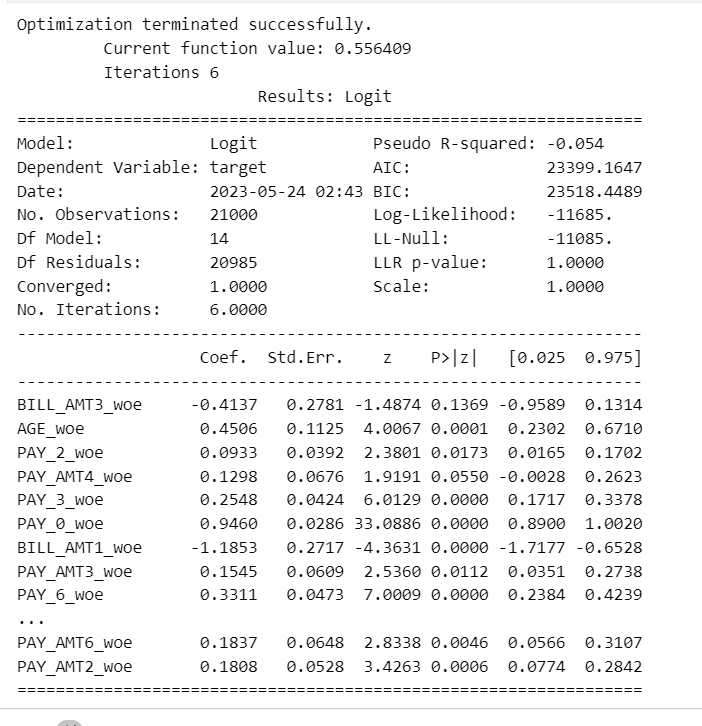 Optimization terminated successfully.
Current function value: 0.556409
Iterations 6
Results: Logit
=================================================================
Model: Logit Pseudo R-squared: -0.054
Dependent Variable: target AIC: 23399.1647
Date: 2023-05-24 02:43 BIC: 23518.4489
No. Observations: 21000 Log-Likelihood: -11685.
Df Model: 14 LL-Null: -11085.
Df Residuals: 20985 LLR p-value: 1.0000
Converged: 1.0000 Scale: 1.0000
No. Iterations: 6.0000
-----------------------------------------------------------------
Coef. Std.Err. z P>|z| [0.025 0.975]
-----------------------------------------------------------------
BILL_AMT3_woe -0.4137 0.2781 -1.4874 0.1369 -0.9589 0.1314
AGE_woe 0.4506 0.1125 4.0067 0.0001 0.2302 0.6710
PAY_2_woe 0.0933 0.0392 2.3801 0.0173 0.0165 0.1702
PAY_AMT4_woe 0.1298 0.0676 1.9191 0.0550 -0.0028 0.2623
PAY_3_woe 0.2548 0.0424 6.0129 0.0000 0.1717 0.3378
PAY_0_woe 0.9460 0.0286 33.0886 0.0000 0.8900 1.0020
BILL_AMT1_woe -1.1853 0.2717 -4.3631 0.0000 -1.7177 -0.6528
PAY_AMT3_woe 0.1545 0.0609 2.5360 0.0112 0.0351 0.2738
PAY_6_woe 0.3311 0.0473 7.0009 0.0000 0.2384 0.4239
...
PAY_AMT6_woe 0.1837 0.0648 2.8338 0.0046 0.0566 0.3107
PAY_AMT2_woe 0.1808 0.0528 3.4263 0.0006 0.0774 0.2842
=================================================================